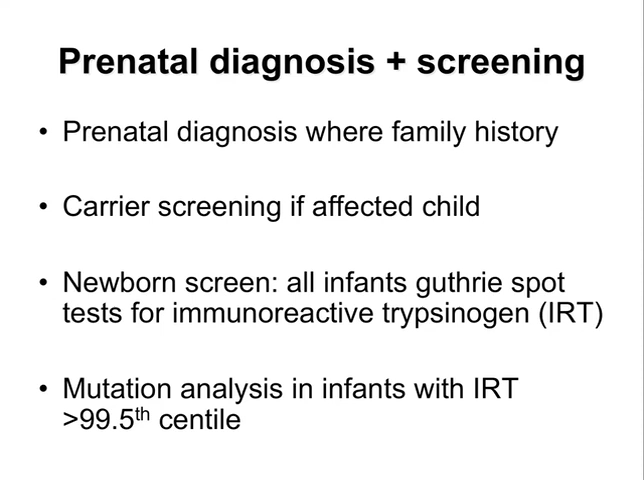 Prenatal diagnosis + screening
• Prenatal diagnosis where family history
• Carrier screening if affected child
• Newborn screen: all infants guthrie spot
tests for immunoreactive trypsinogen (IRT)
• Mutation analysis in infants with IRT
>99.5th centile